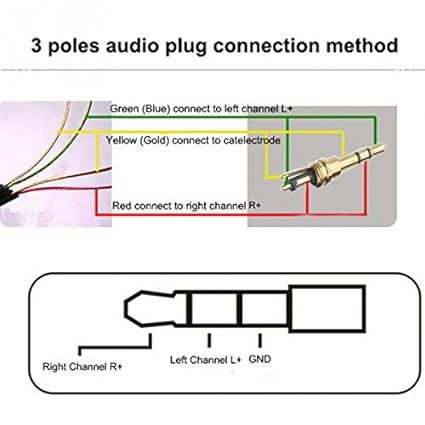 3 poles audio plug connection method
Green (Blue) connect to left channel L+
Yellow (Gold) connect to catelectrode
Red connect to right channel R+
Right Channel R+
Left Channel L+
GND